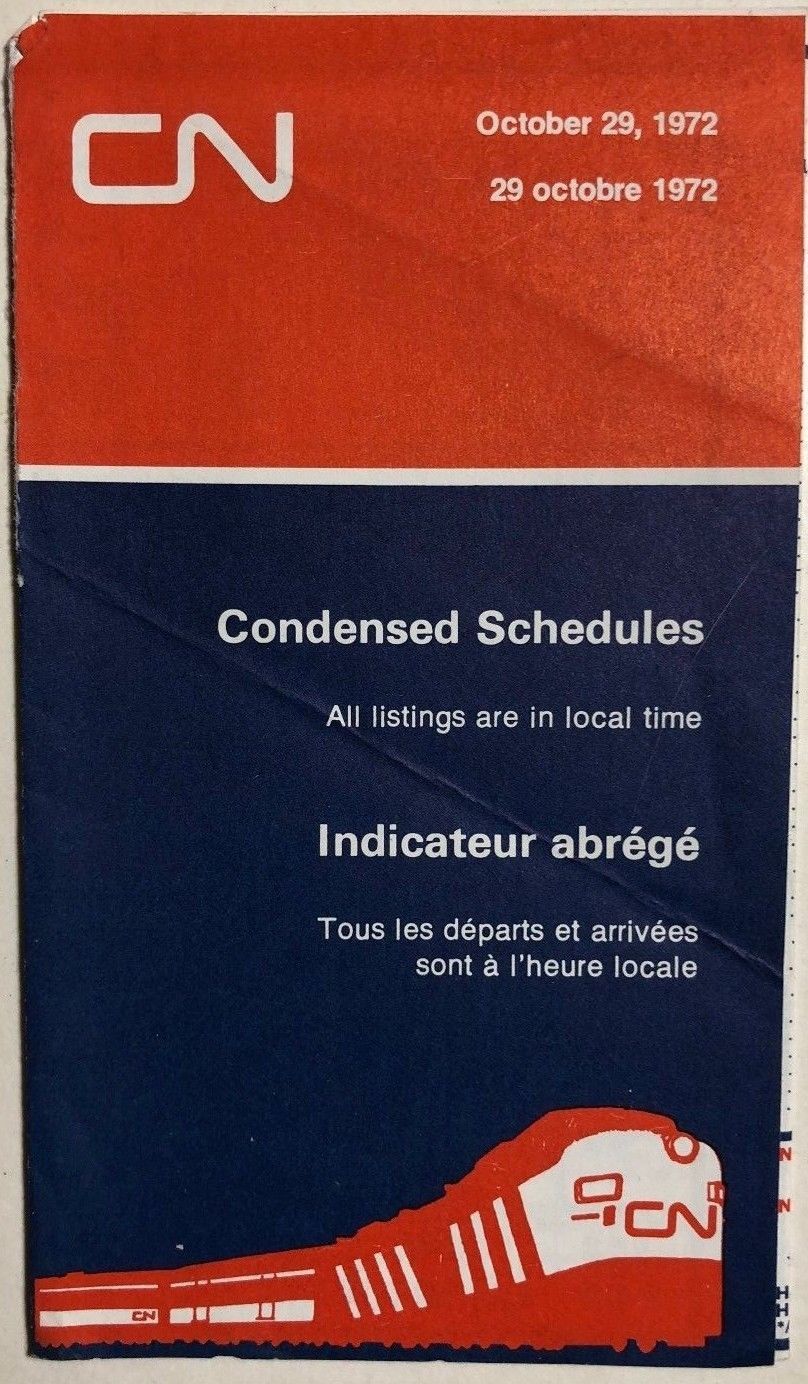 CN
October 29, 1972
29 octobre 1972
Condensed Schedules
All listings are in local time
Indicateur abrégé
Tous les départs et arrivées
sont à l'heure locale
CN
CN
N
N